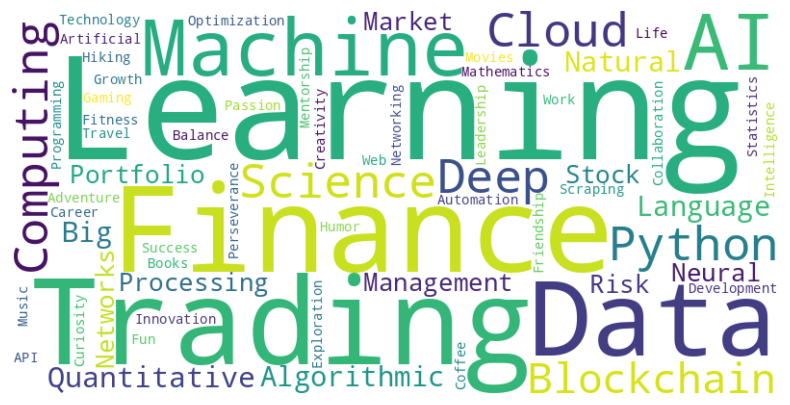 Technology
Optimization
Market
Cloud
Life
AI
Artificial
Machine
Hiking
Movies
Natural
Mathematics
Computing
Programming
Growth
Gaming
Learning
Passion
Mentorship
Creativity
Networking
Leadership
Work
Collaboration
Statistics
Intelligence
Fitness
Travel
Balance
Web
Portfolio
Science
Deep
Stock
Scraping
Adventure
Career
Perseverance
Finance
Automation
Language
Big
Humor
Friendship
Python
Success
Books
Networks
Processing
Management
Risk
Neural
Development
Music
Curiosity
Trading
Innovation
Exploration
Data
Fun
API
Coffee
Quantitative
Algorithmic
Blockchain